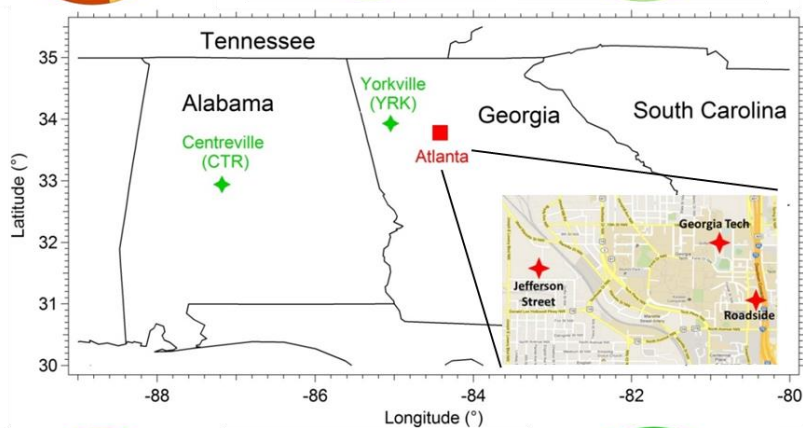 Tennessee
35
Yorkville
(YRK)
Alabama
Georgia
South Carolina
34
Centreville
(CTR)
Atlanta
33
Latitude (°)
32
Georgia Tech
Jefferson
Street
Roadside
31
30
-88
-86
-84
-82
-80
Longitude (°)